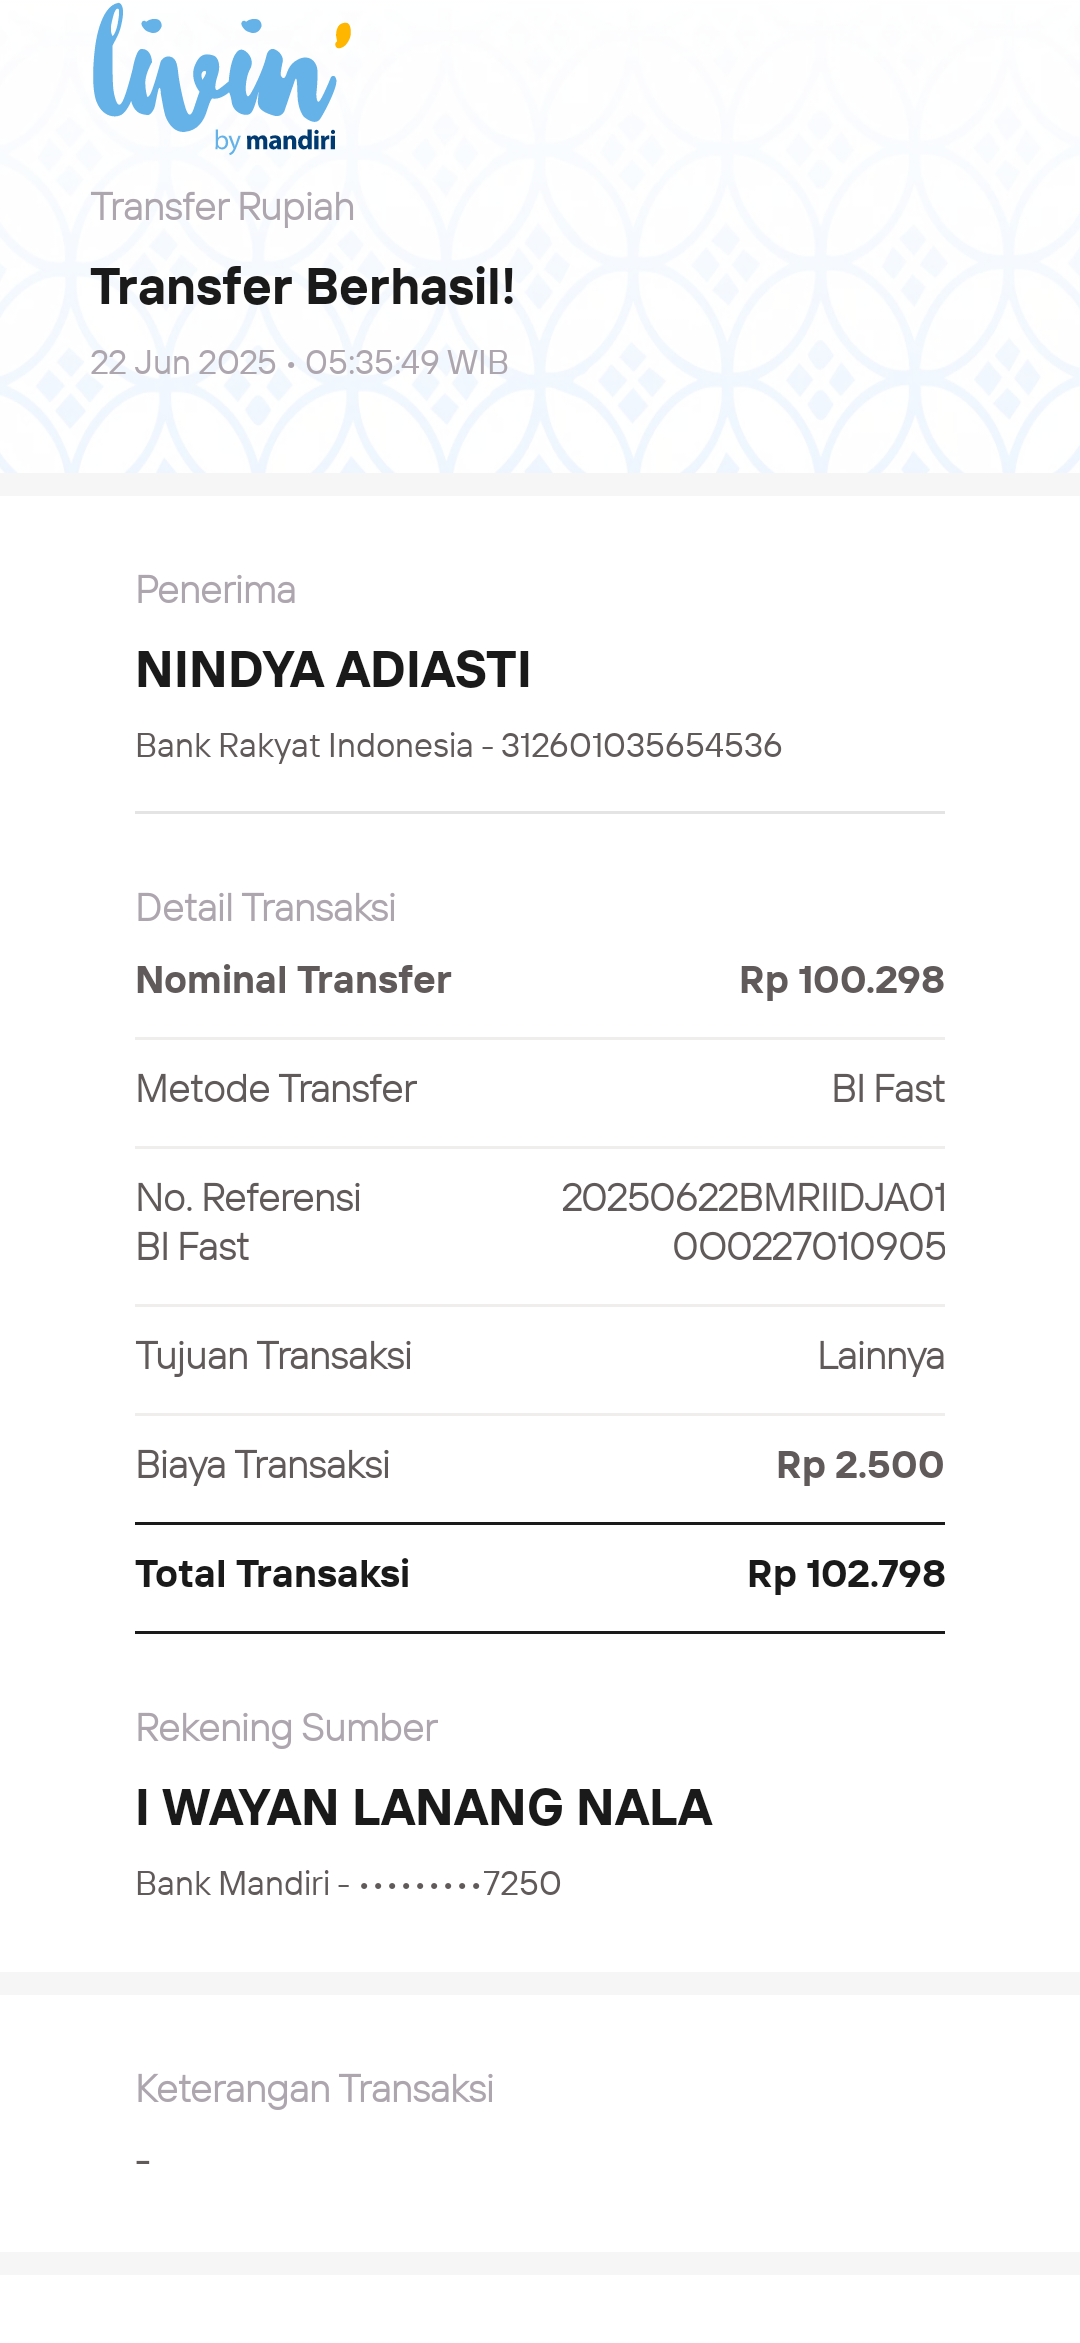 livin'
by mandiri
Transfer Rupiah
Transfer Berhasil!
22 Jun 2025 • 05:35:49 WIB
Penerima
NINDYA ADIASTI
Bank Rakyat Indonesia - 312601035654536
Detail Transaksi
Nominal Transfer Rp 100.298
Metode Transfer BI Fast
No. Referensi 20250622BMRIIDJA01
BI Fast 0O00227010905
Tujuan Transaksi Lainnya
Biaya Transaksi Rp 2.500
Total Transaksi Rp 102.798
Rekening Sumber
I WAYAN LANANG NALA
Bank Mandiri - •••••••••7250
Keterangan Transaksi
-